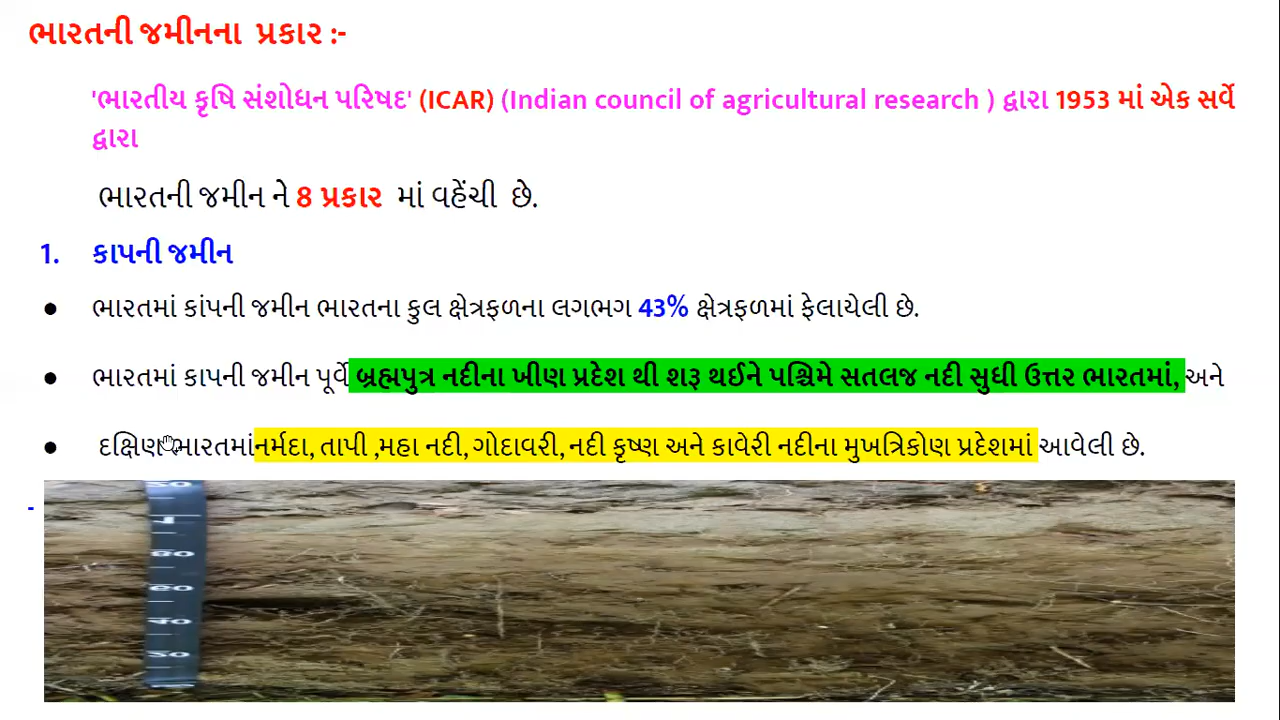 ભારતની જમીનના પ્રકાર :-
'ભારતીય કૃષિ સંશોધન પરિષદ' (ICAR) (Indian council of agricultural research ) દ્વારા 1953 માં એક સર્વે
દ્વારા
ભારતની જમીન ને 8 પ્રકાર માં વહેંચી છે.
1. કાપની જમીન
● ભારતમાં કાંપની જમીન ભારતના કુલ ક્ષેત્રફળના લગભગ 43% ક્ષેત્રફળમાં ફેલાયેલી છે.
● ભારતમાં કાપની જમીન પૂર્વે બ્રહ્મપુત્ર નદીના ખીણ પ્રદેશ થી શરૂ થઈને પશ્ચિમે સતલજ નદી સુધી ઉત્તર ભારતમાં, અને
● દક્ષિણ ભારતમાં નર્મદા, તાપી ,મહા નદી, ગોદાવરી, નદી કૃષ્ણ અને કાવેરી નદીના મુખત્રિકોણ પ્રદેશમાં આવેલી છે.
-